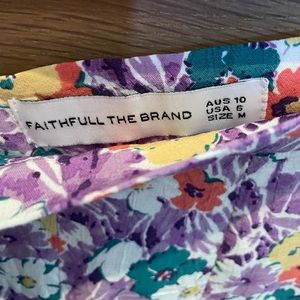 FAITHFULL THE BRAND
AUS 10
USA 6
SIZE M